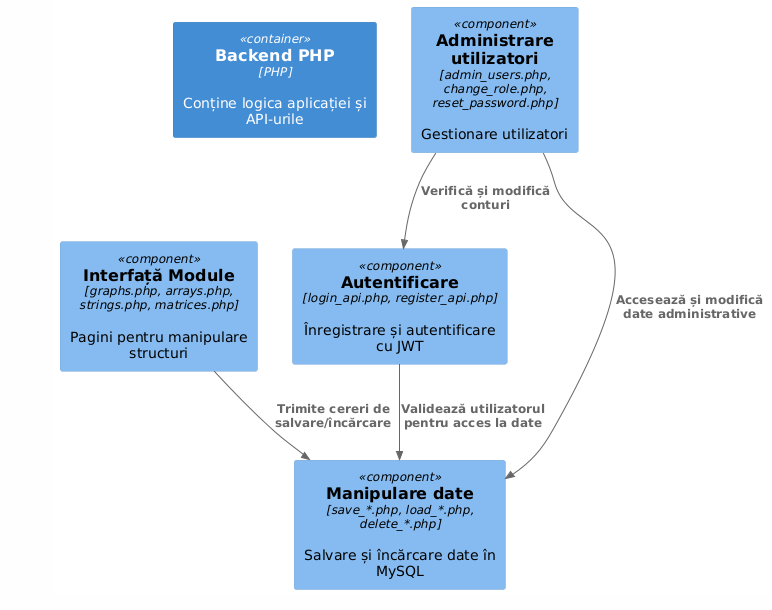 «container»
Backend PHP
[PHP]
Conține logica aplicației și
API-urile
«component»
Administrare
utilizatori
[admin_users.php,
change_role.php,
reset_password.php]
Gestionare utilizatori
Verifică și modifică
conturi
«component»
Interfață Module
[graphs.php, arrays.php,
strings.php, matrices.php]
Pagini pentru manipulare
structuri
«component»
Autentificare
[login_api.php, register_api.php]
Înregistrare și autentificare
cu JWT
Accesează și modifică
date administrative
Trimite cereri de
salvare/încărcare
Validează utilizatorul
pentru acces la date
«component»
Manipulare date
[save_*.php, load_*.php,
delete_*.php]
Salvare și încărcare date în
MySQL